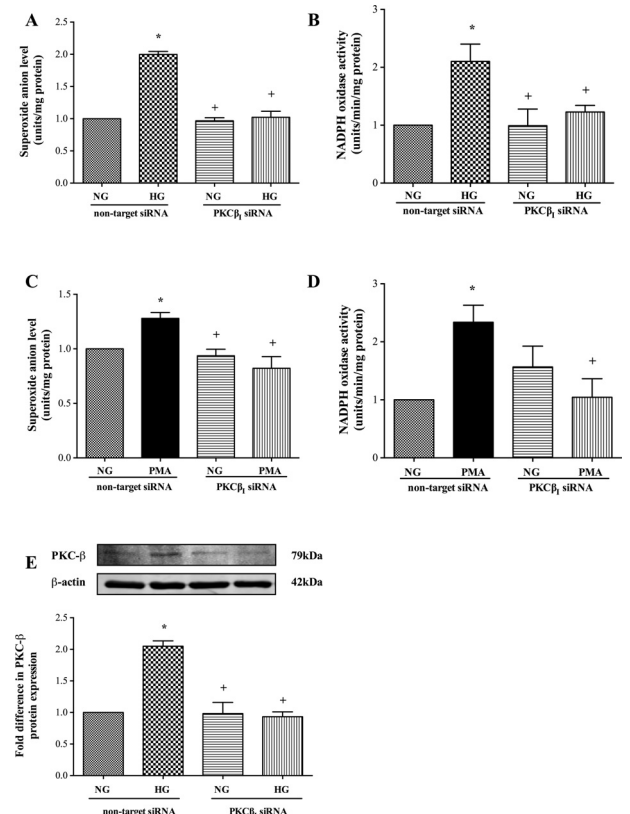 A
Superoxide anion level
(units/mg protein)
2.5
2.0
1.5
1.0
0.5
0.0
*
+
+
NG
HG
NG
HG
non-target siRNA
PKCβI siRNA
B
NADPH oxidase activity
(units/min/mg protein)
3
2
1
0
*
+
+
NG
HG
NG
HG
non-target siRNA
PKCβI siRNA
C
Superoxide anion level
(units/mg protein)
1.5
1.0
0.5
0.0
*
+
+
NG
PMA
NG
PMA
non-target siRNA
PKCβI siRNA
D
NADPH oxidase activity
(units/min/mg protein)
3
2
1
0
*
+
NG
PMA
NG
PMA
non-target siRNA
PKCβI siRNA
E
PKC-β
79kDa
β-actin
42kDa
Fold difference in PKC-β
protein expression
2.5
2.0
1.5
1.0
0.5
0.0
*
+
+
NG
HG
NG
HG
non-target siRNA
PKCβI siRNA